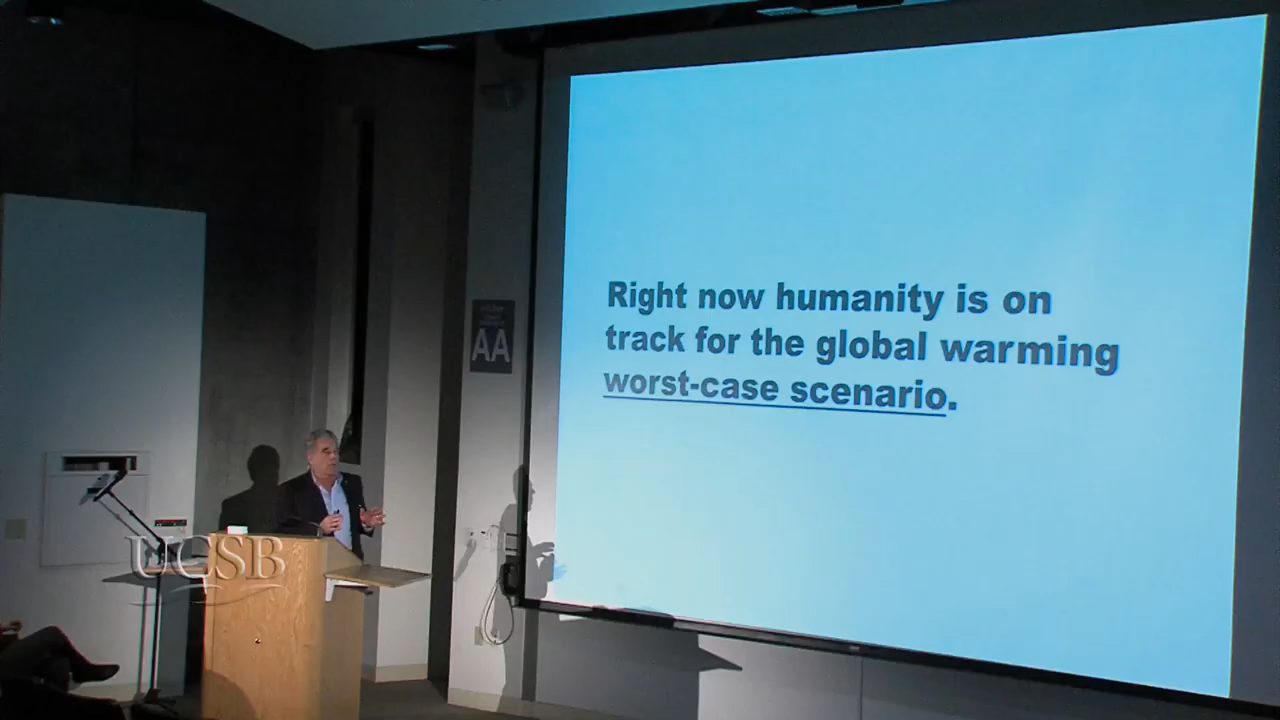 Right now humanity is on
track for the global warming
worst-case scenario.
AA
UCSB